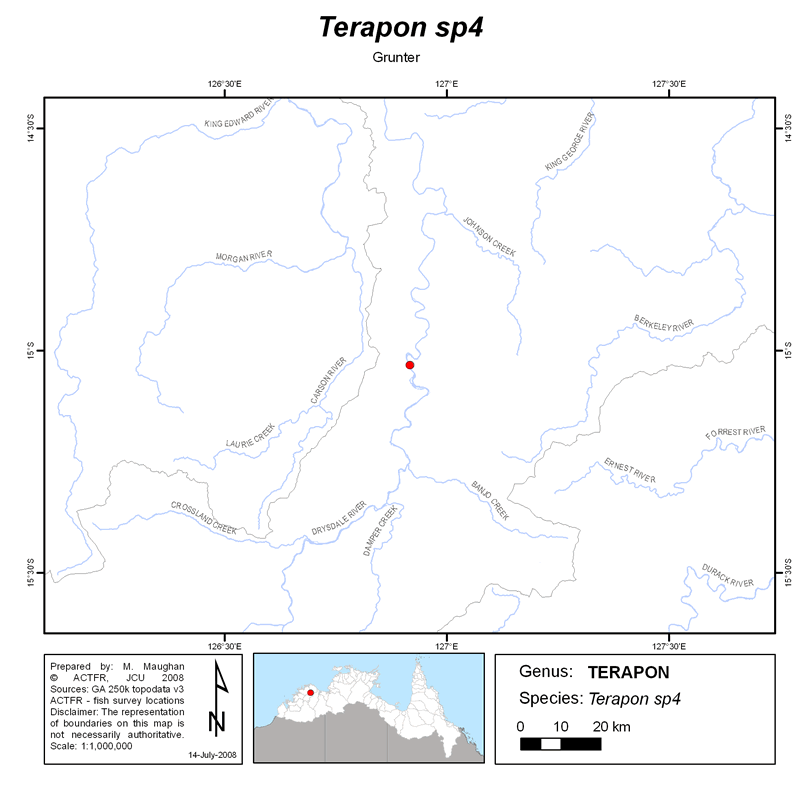 Terapon sp4
Grunter
126°30'E
127°E
127°30'E
14°30'S
14°30'S
KING EDWARD RIVER
KING GEORGE RIVER
JOHNSON CREEK
MORGAN RIVER
BERKELEY RIVER
15°S
15°S
CARSON RIVER
LAURIE CREEK
FORREST RIVER
ERNEST RIVER
BANJO CREEK
CROSSLAND CREEK
DRYSDALE RIVER
DAMPER CREEK
DURACK RIVER
15°30'S
15°30'S
126°30'E
127°E
127°30'E
Prepared by: M. Maughan
© ACTFR, JCU 2008
Sources: GA 250k topodata v3
ACTFR - fish survey locations
Disclaimer: The representation
of boundaries on this map is
not necessarily authoritative.
Scale: 1:1,000,000
N
14-July-2008
Genus: TERAPON
Species: Terapon sp4
0 10 20 km